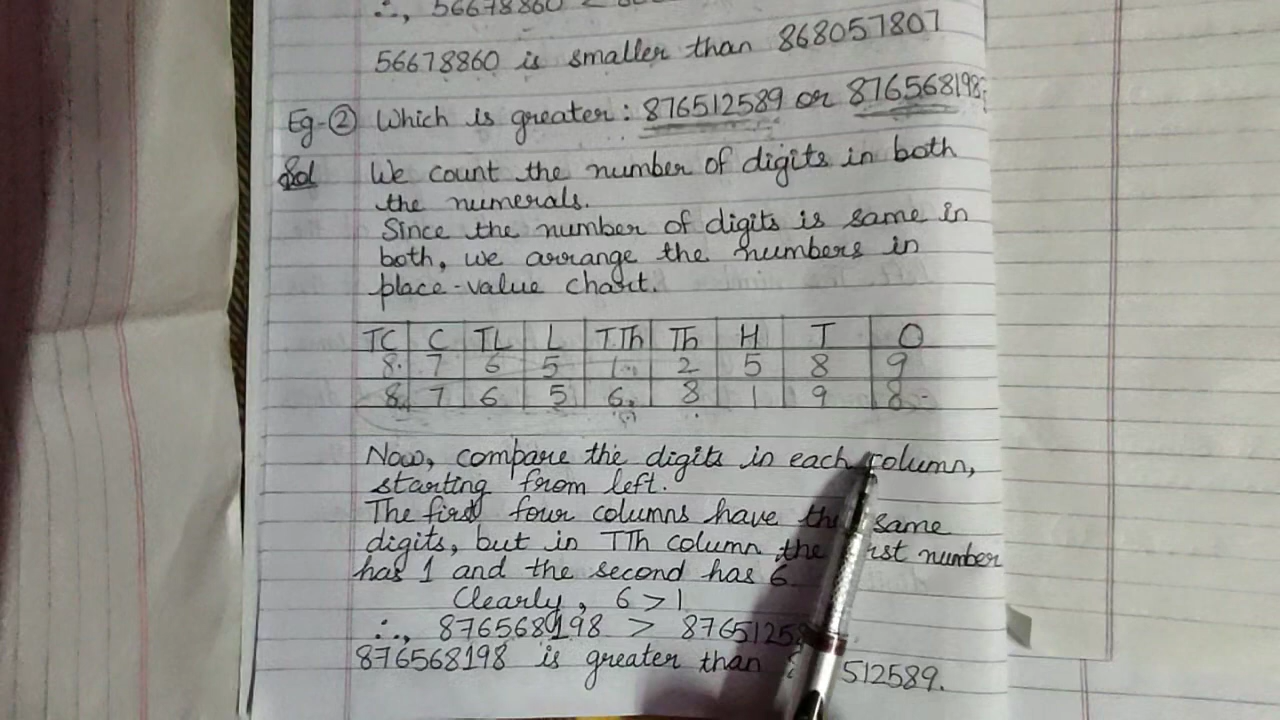 ∴, 56678860 <
56678860 is smaller than 868057807
Eg-② Which is greater: 876512589 or 876568198;
Sol We count the number of digits in both
the numerals.
Since the number of digits is same in
both, we arrange the numbers in
place-value chart.
TC C TL L T.Th Th H T O
8 7 6 5 1 2 5 8 9
8 7 6 5 6 8 1 9 8
Now, compare the digits in each column,
starting from left.
The first four columns have the same
digits, but in TTh column the first number
has 1 and the second has 6
Clearly, 6 > 1
∴, 876568198 > 8765125
876568198 is greater than 512589.